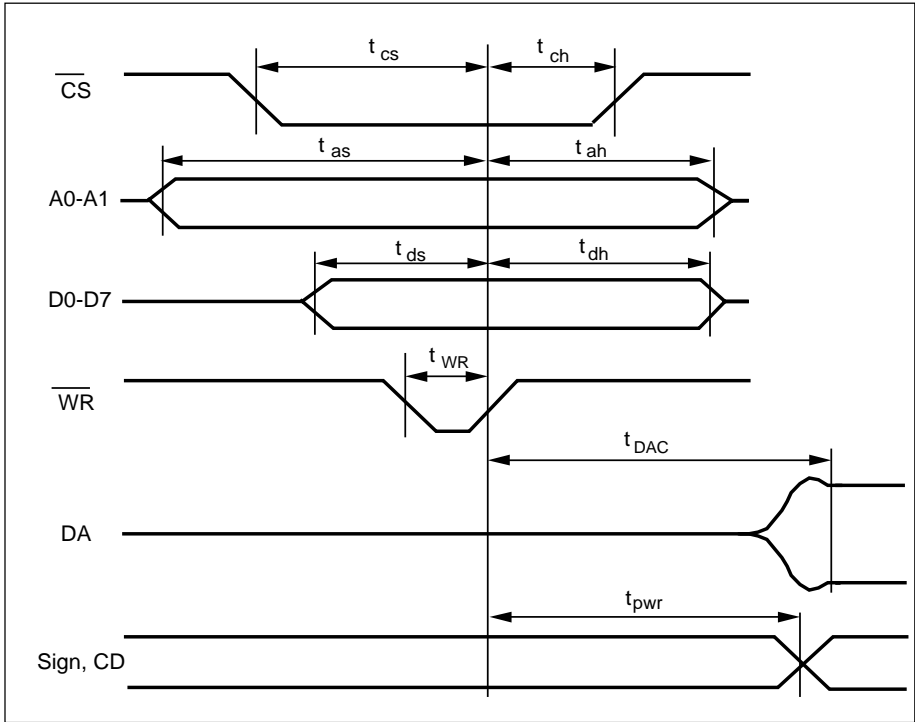 t cs
t ch
CS
t as
t ah
A0-A1
t ds
t dh
D0-D7
t WR
WR
t DAC
DA
t pwr
Sign, CD